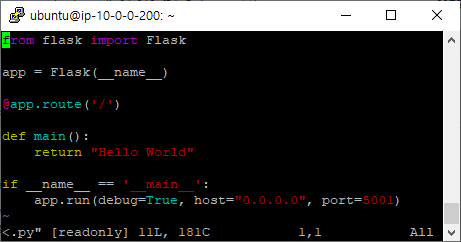 ubuntu@ip-10-0-0-200: ~
from flask import Flask
app = Flask(__name__)
@app.route('/')
def main():
    return "Hello World"
if __name__ == '__main__':
    app.run(debug=True, host="0.0.0.0", port=5001)
~
<.py" [readonly] 11L, 181C 1,1 All